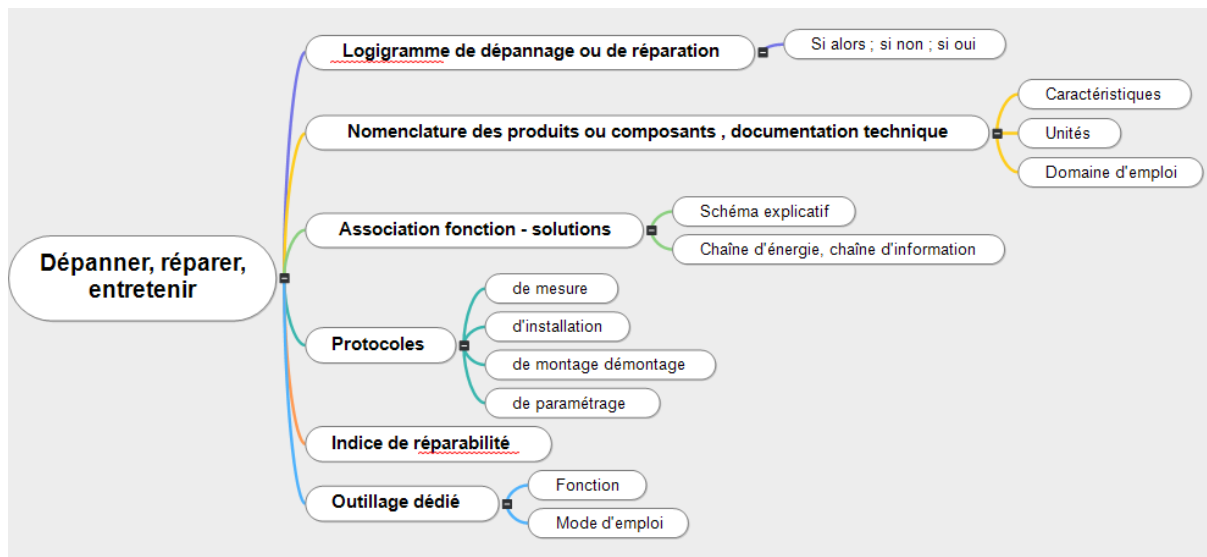 Logigramme de dépannage ou de réparation
Si alors ; si non ; si oui
Nomenclature des produits ou composants , documentation technique
Caractéristiques
Unités
Domaine d'emploi
Association fonction - solutions
Schéma explicatif
Chaîne d'énergie, chaîne d'information
Dépanner, réparer,
entretenir
Protocoles
de mesure
d'installation
de montage démontage
de paramétrage
Indice de réparabilité
Outillage dédié
Fonction
Mode d'emploi